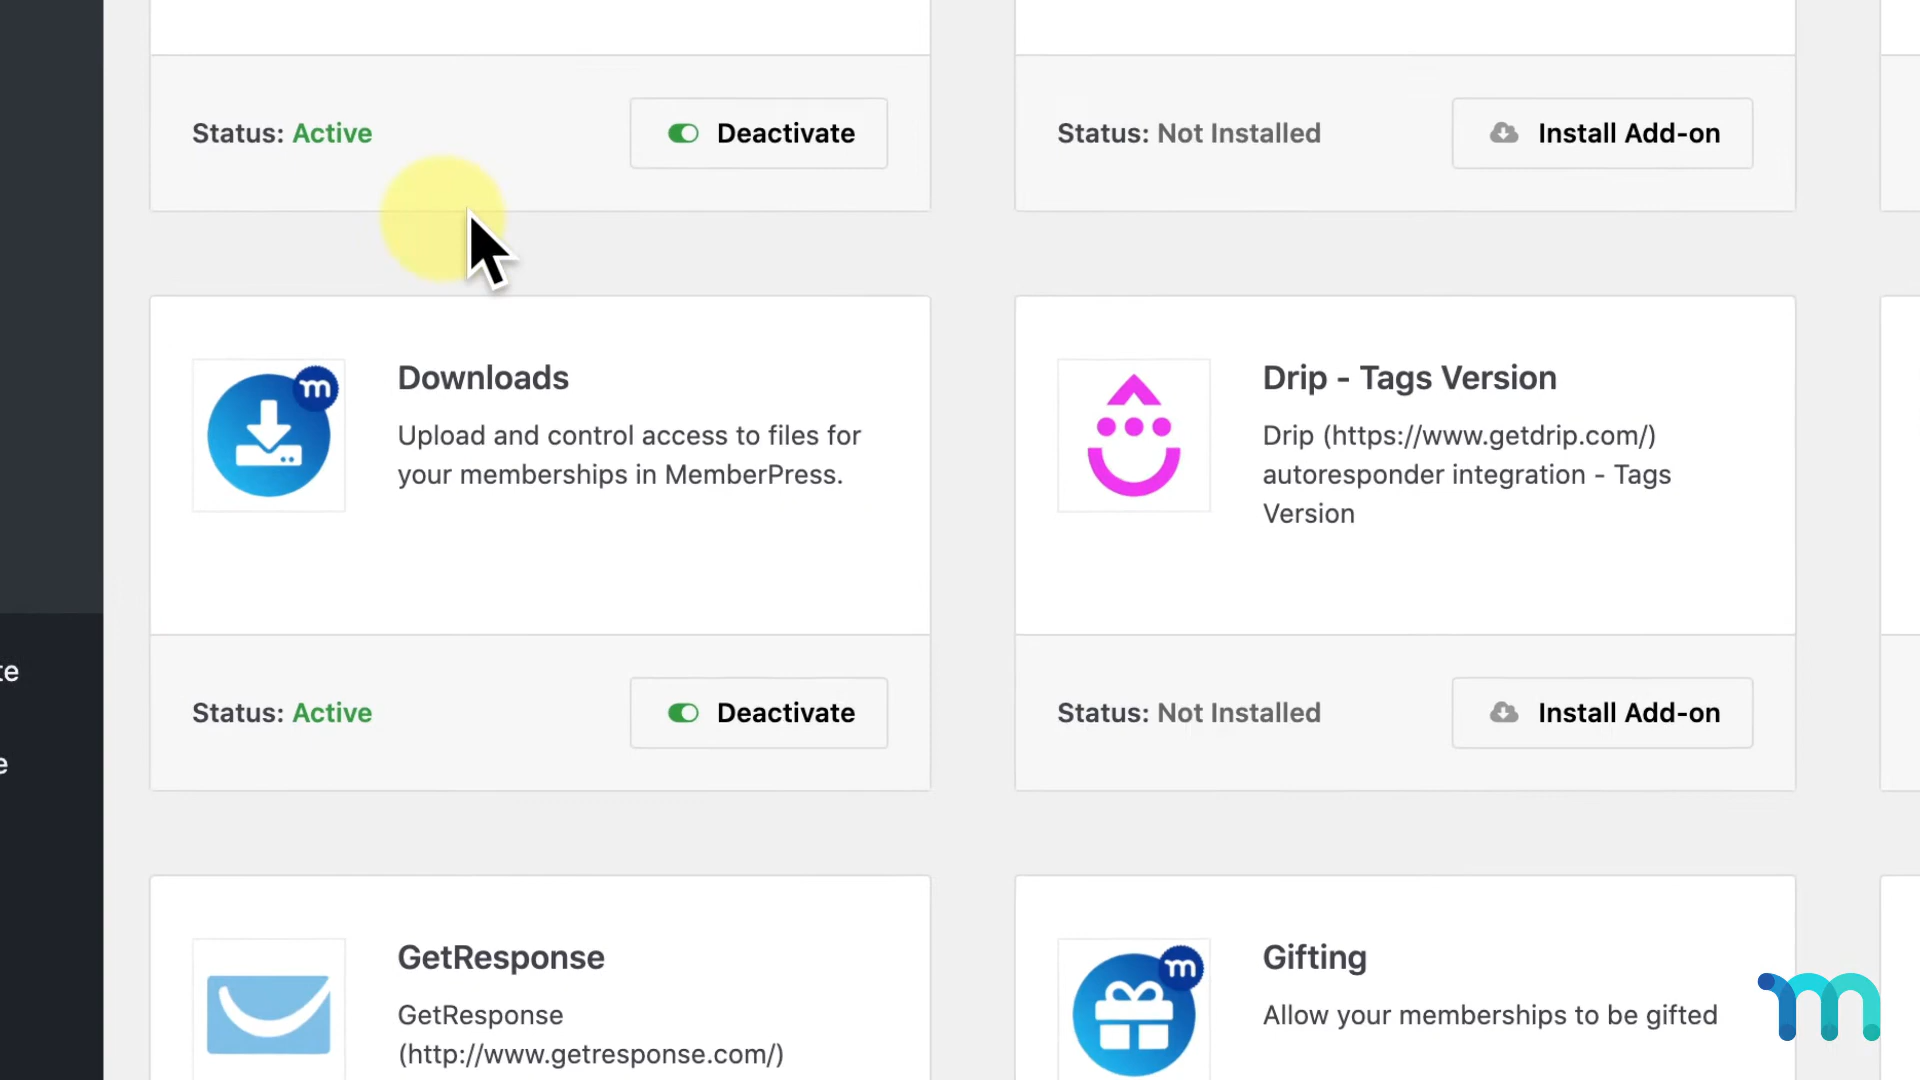 Status: Active
Deactivate
Status: Not Installed
Install Add-on
m
Downloads
Upload and control access to files for
your memberships in MemberPress.
Drip - Tags Version
Drip (https://www.getdrip.com/)
autoresponder integration - Tags
Version
te
Status: Active
Deactivate
Status: Not Installed
Install Add-on
e
GetResponse
GetResponse
(http://www.getresponse.com/)
m
Gifting
Allow your memberships to be gifted
m